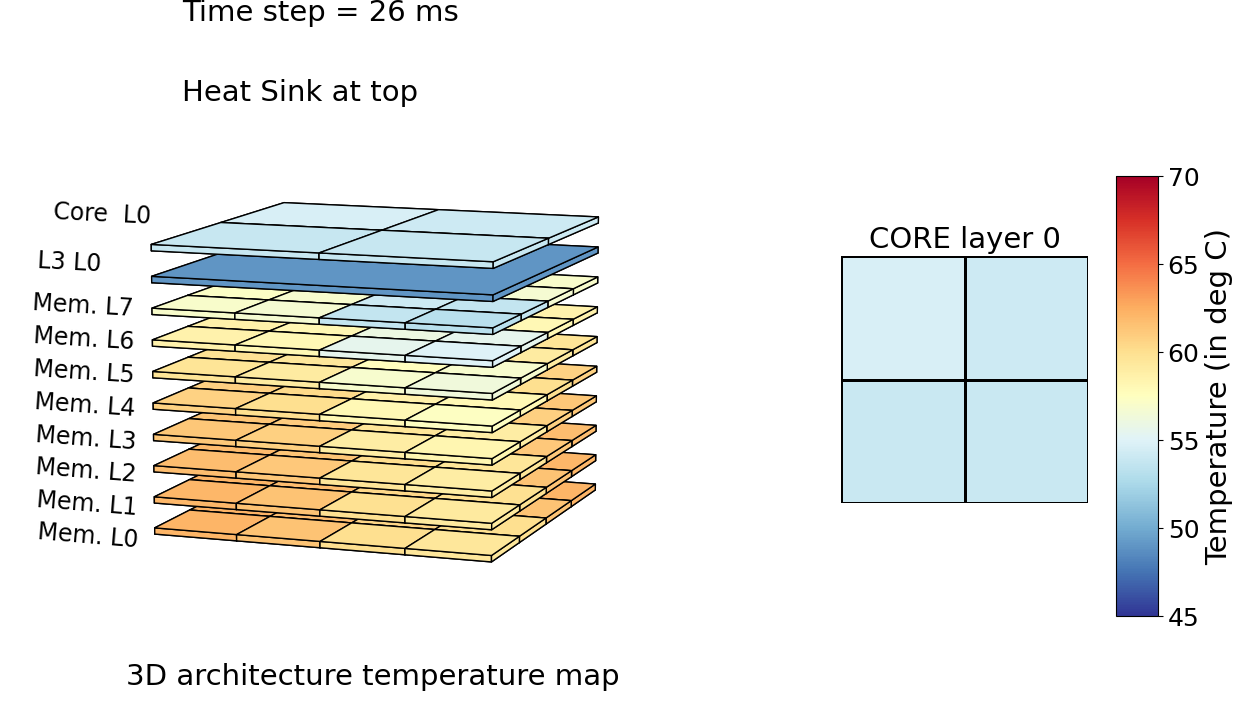 Time step = 26 ms
Heat Sink at top
Core L0
L3 L0
Mem. L7
Mem. L6
Mem. L5
Mem. L4
Mem. L3
Mem. L2
Mem. L1
Mem. L0
3D architecture temperature map
CORE layer 0
70
65
60
55
50
45
Temperature (in deg C)